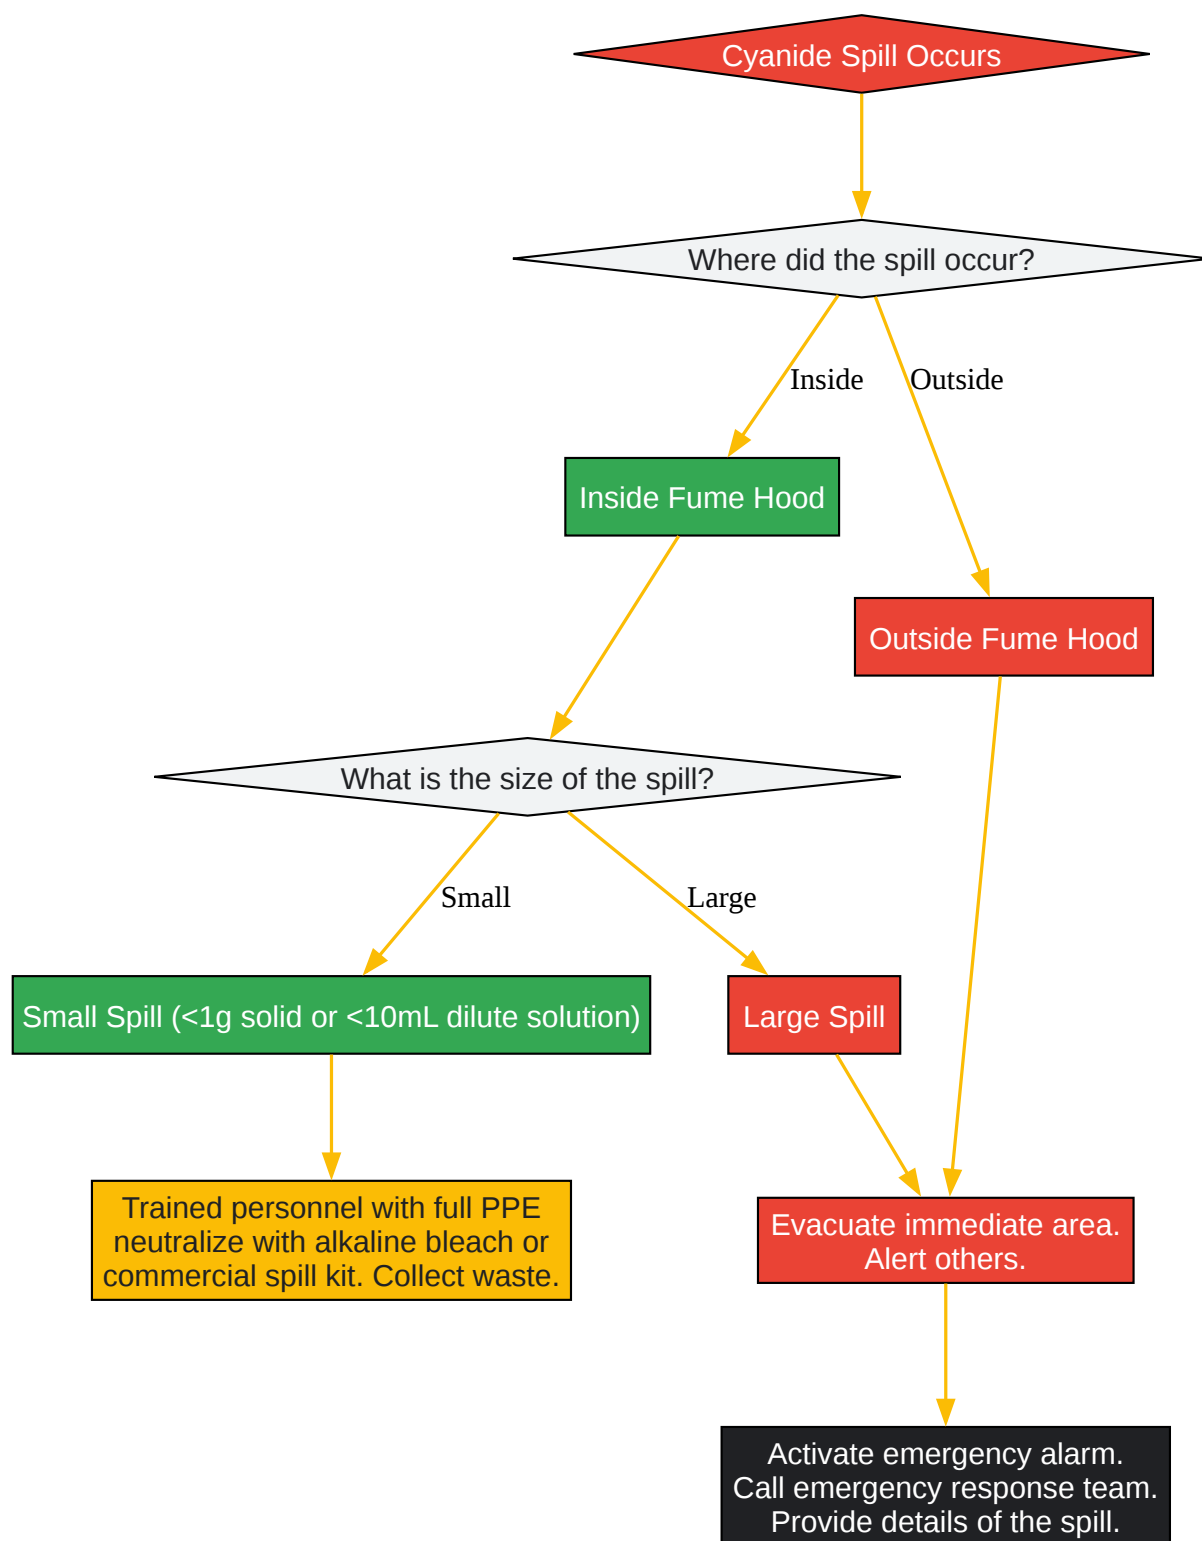 Cyanide Spill Occurs
Where did the spill occur?
Inside
Outside
Inside Fume Hood
Outside Fume Hood
What is the size of the spill?
Small
Large
Small Spill (<1g solid or <10mL dilute solution)
Large Spill
Trained personnel with full PPE
neutralize with alkaline bleach or
commercial spill kit. Collect waste.
Evacuate immediate area.
Alert others.
Activate emergency alarm.
Call emergency response team.
Provide details of the spill.